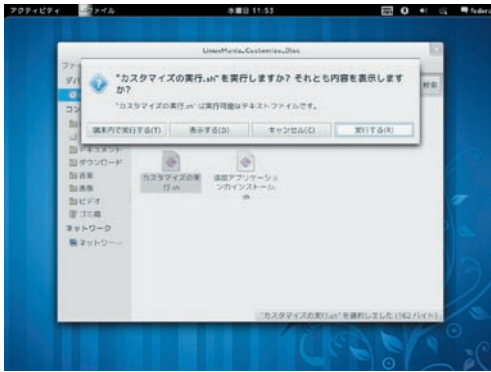 アクティビティ ファイル 水曜日 11:53 fedora
LinuxMania_Customize_Disc
"カスタマイズの実行.sh" を実行しますか? それとも内容を表示します
か?
"カスタマイズの実行.sh" は実行可能なテキストファイルです。
端末内で実行する(T) 表示する(D) キャンセル(C) 実行する(R)
検索
ドキュメント
ダウンロード
音楽
画像
ビデオ
ゴミ箱
ネットワーク
カスタマイズの実
行.sh
追加アプリケーショ
ンのインストール.
sh
"カスタマイズの実行.sh" を選択しました (162 バイト)